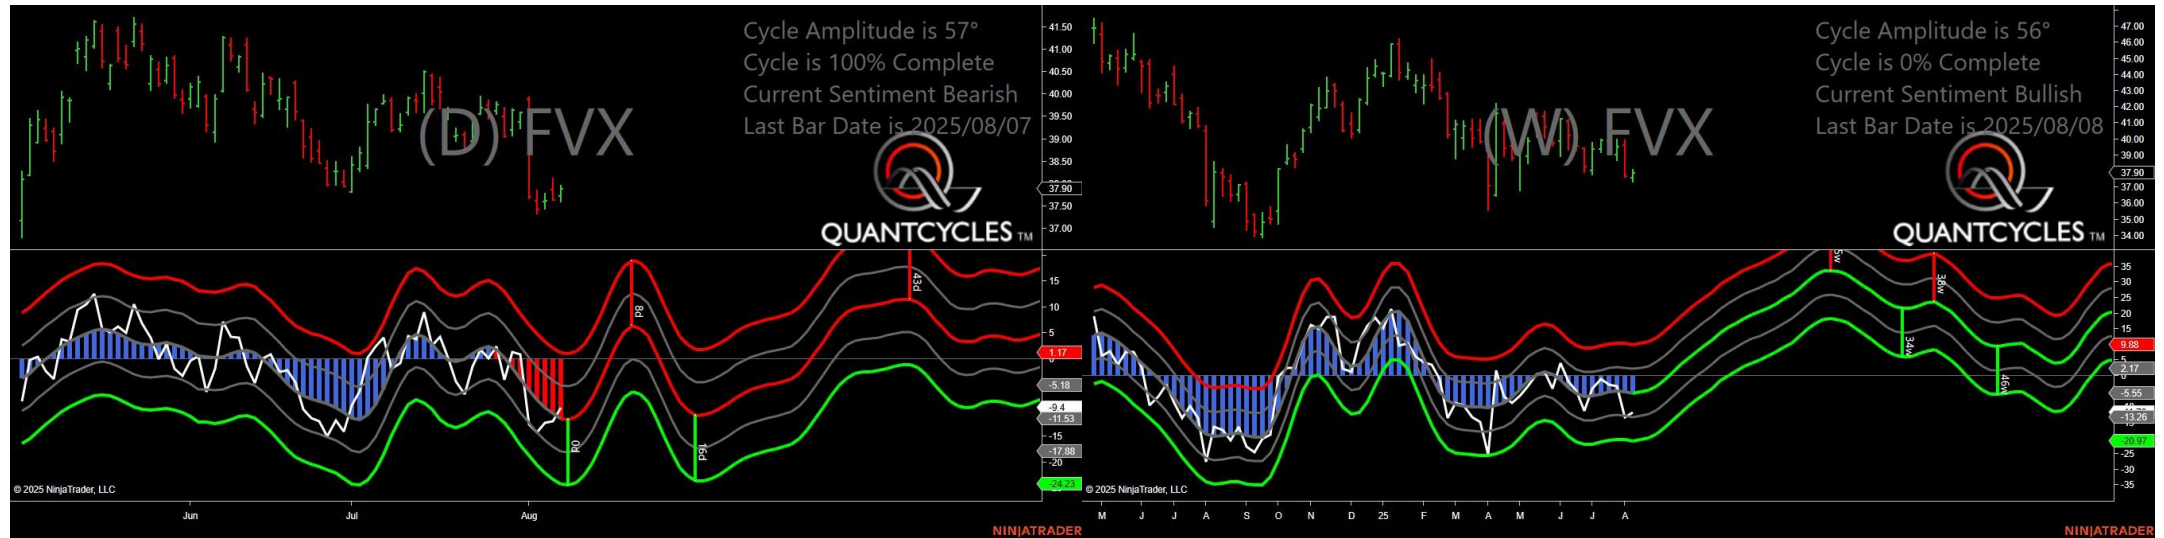 Cycle Amplitude is 57°
Cycle is 100% Complete
Current Sentiment Bearish
Last Bar Date is 2025/08/07
(D) FVX
QUANTCYCLES TM
41.50
41.00
40.50
40.00
39.50
39.00
38.50
37.90
37.50
37.00
15
10
5
1.17
-5.18
-9.4
-11.53
-15
-17.88
-20
-24.23
0d
8d
16d
43d
© 2025 NinjaTrader, LLC
Jun
Jul
Aug
NINJATRADER
Cycle Amplitude is 56°
Cycle is 0% Complete
Current Sentiment Bullish
Last Bar Date is 2025/08/08
(W) FVX
QUANTCYCLES TM
47.00
46.00
45.00
44.00
43.00
42.00
41.00
40.00
39.00
37.90
37.00
36.00
35.00
34.00
35
30
25
20
15
9.88
5
2.17
-5.55
-13.26
-20.97
-25
-30
-35
34w
38w
46w
© 2025 NinjaTrader, LLC
M J J A S O N D 25 F M A M J J A
NINJATRADER